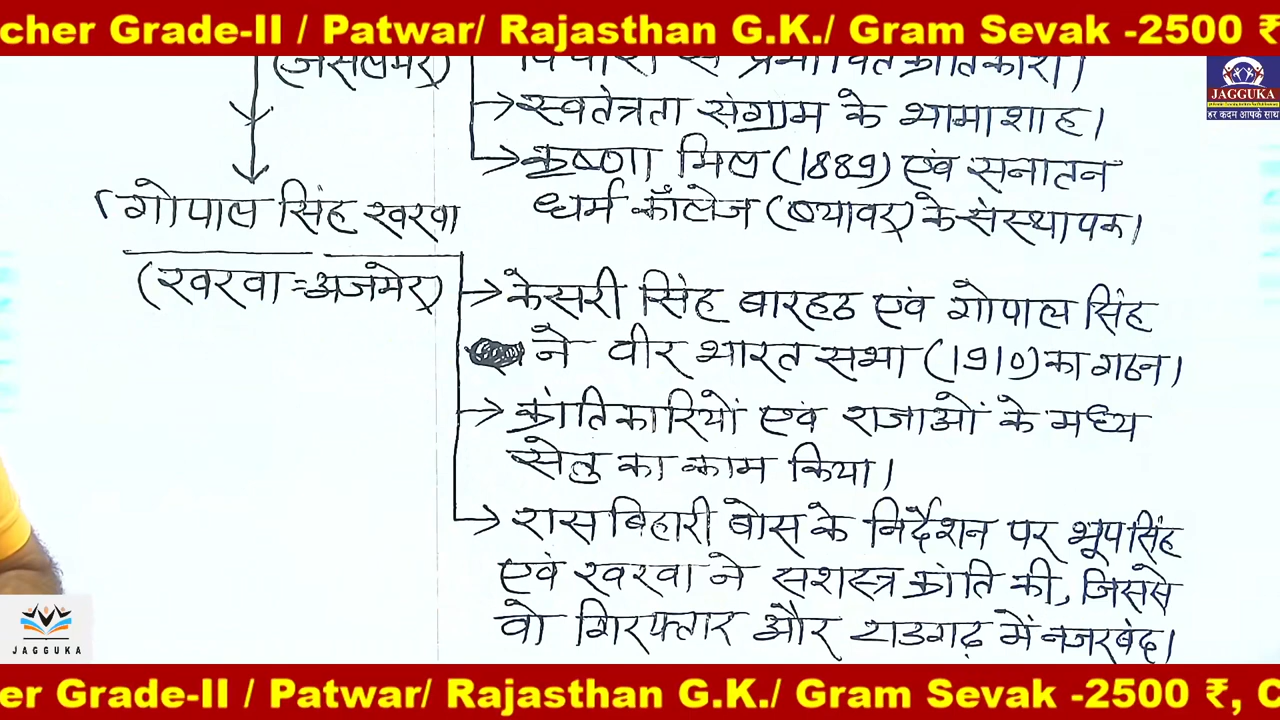 cher Grade-II / Patwar/ Rajasthan G.K./ Gram Sevak -2500 ₹
(जैसलमेर)
JAGGUKA
हर कदम आपके साथ
→ स्वतंत्रता संग्राम के भामाशाह।
→ कृष्णा मिल (1889) एवं सनातन
धर्म कॉलेज (ब्यावर) के संस्थापक।
गोपाल सिंह खरवा
(खरवा = अजमेर)
→ केसरी सिंह बारहठ एवं गोपाल सिंह
ने वीर भारत सभा (1910) का गठन।
→ क्रांतिकारियों एवं राजाओं के मध्य
सेतु का काम किया।
→ रास बिहारी बोस के निर्देशन पर भूपसिंह
एवं खरवा ने सशस्त्र क्रांति की, जिससे
वो गिरफ्तार और टाडगढ़ में नजरबंद।
JAGGUKA
er Grade-II / Patwar/ Rajasthan G.K./ Gram Sevak -2500 ₹, C